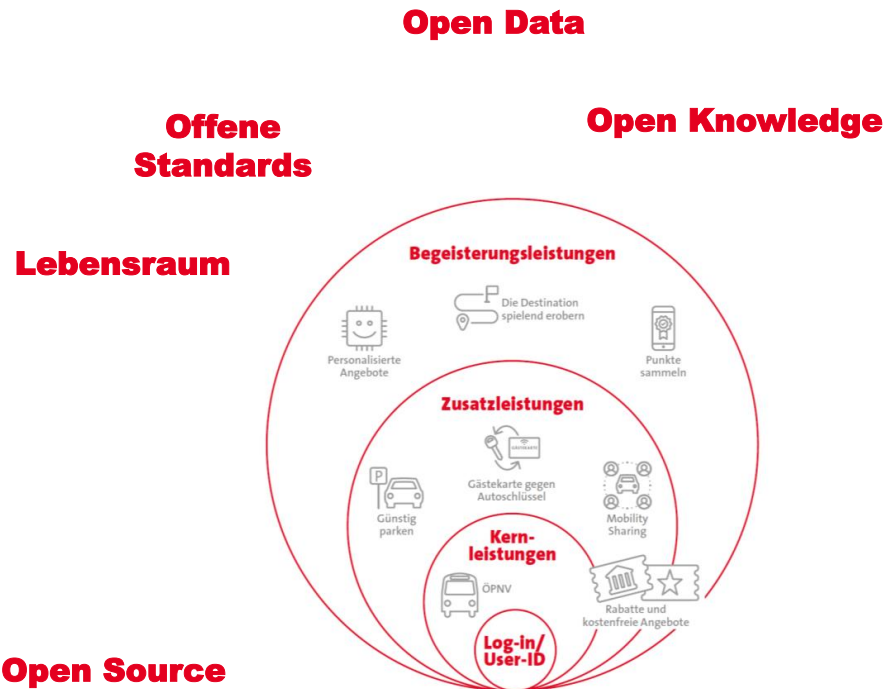 Open Data
Offene
Standards
Open Knowledge
Lebensraum
Begeisterungsleistungen
Die Destination
spielend erobern
Personalisierte
Angebote
Punkte
sammeln
Zusatzleistungen
GÄSTEKARTE
Gästekarte gegen
Autoschlüssel
P
Günstig
parken
Mobility
Sharing
Kern-
leistungen
ÖPNV
Rabatte und
kostenfreie Angebote
Log-in/
User-ID
Open Source